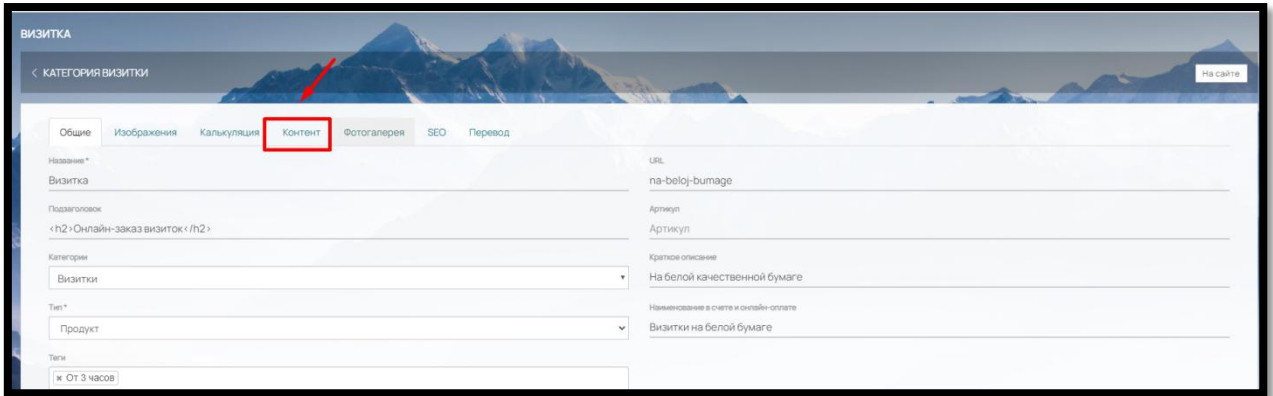 ВИЗИТКА
< КАТЕГОРИЯ ВИЗИТКИ
На сайте
Общие Изображения Калькуляция Контент Фотогалерея SEO Перевод
Название *
Визитка
URL
na-beloj-bumage
Подзаголовок
<h2>Онлайн-заказ визиток</h2>
Артикул
Артикул
Категории
Визитки
Краткое описание
На белой качественной бумаге
Тип *
Продукт
Наименование в счете и онлайн-оплате
Визитки на белой бумаге
Теги
× От 3 часов